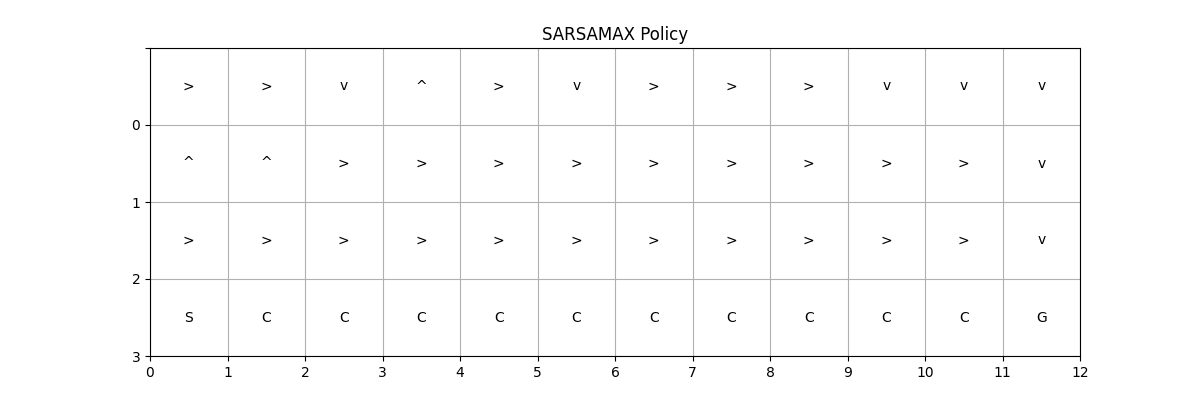 SARSAMAX Policy
> > v ^ > v > > > v v v
0
^ ^ > > > > > > > > > v
1
> > > > > > > > > > > v
2
S C C C C C C C C C C G
3
0 1 2 3 4 5 6 7 8 9 10 11 12